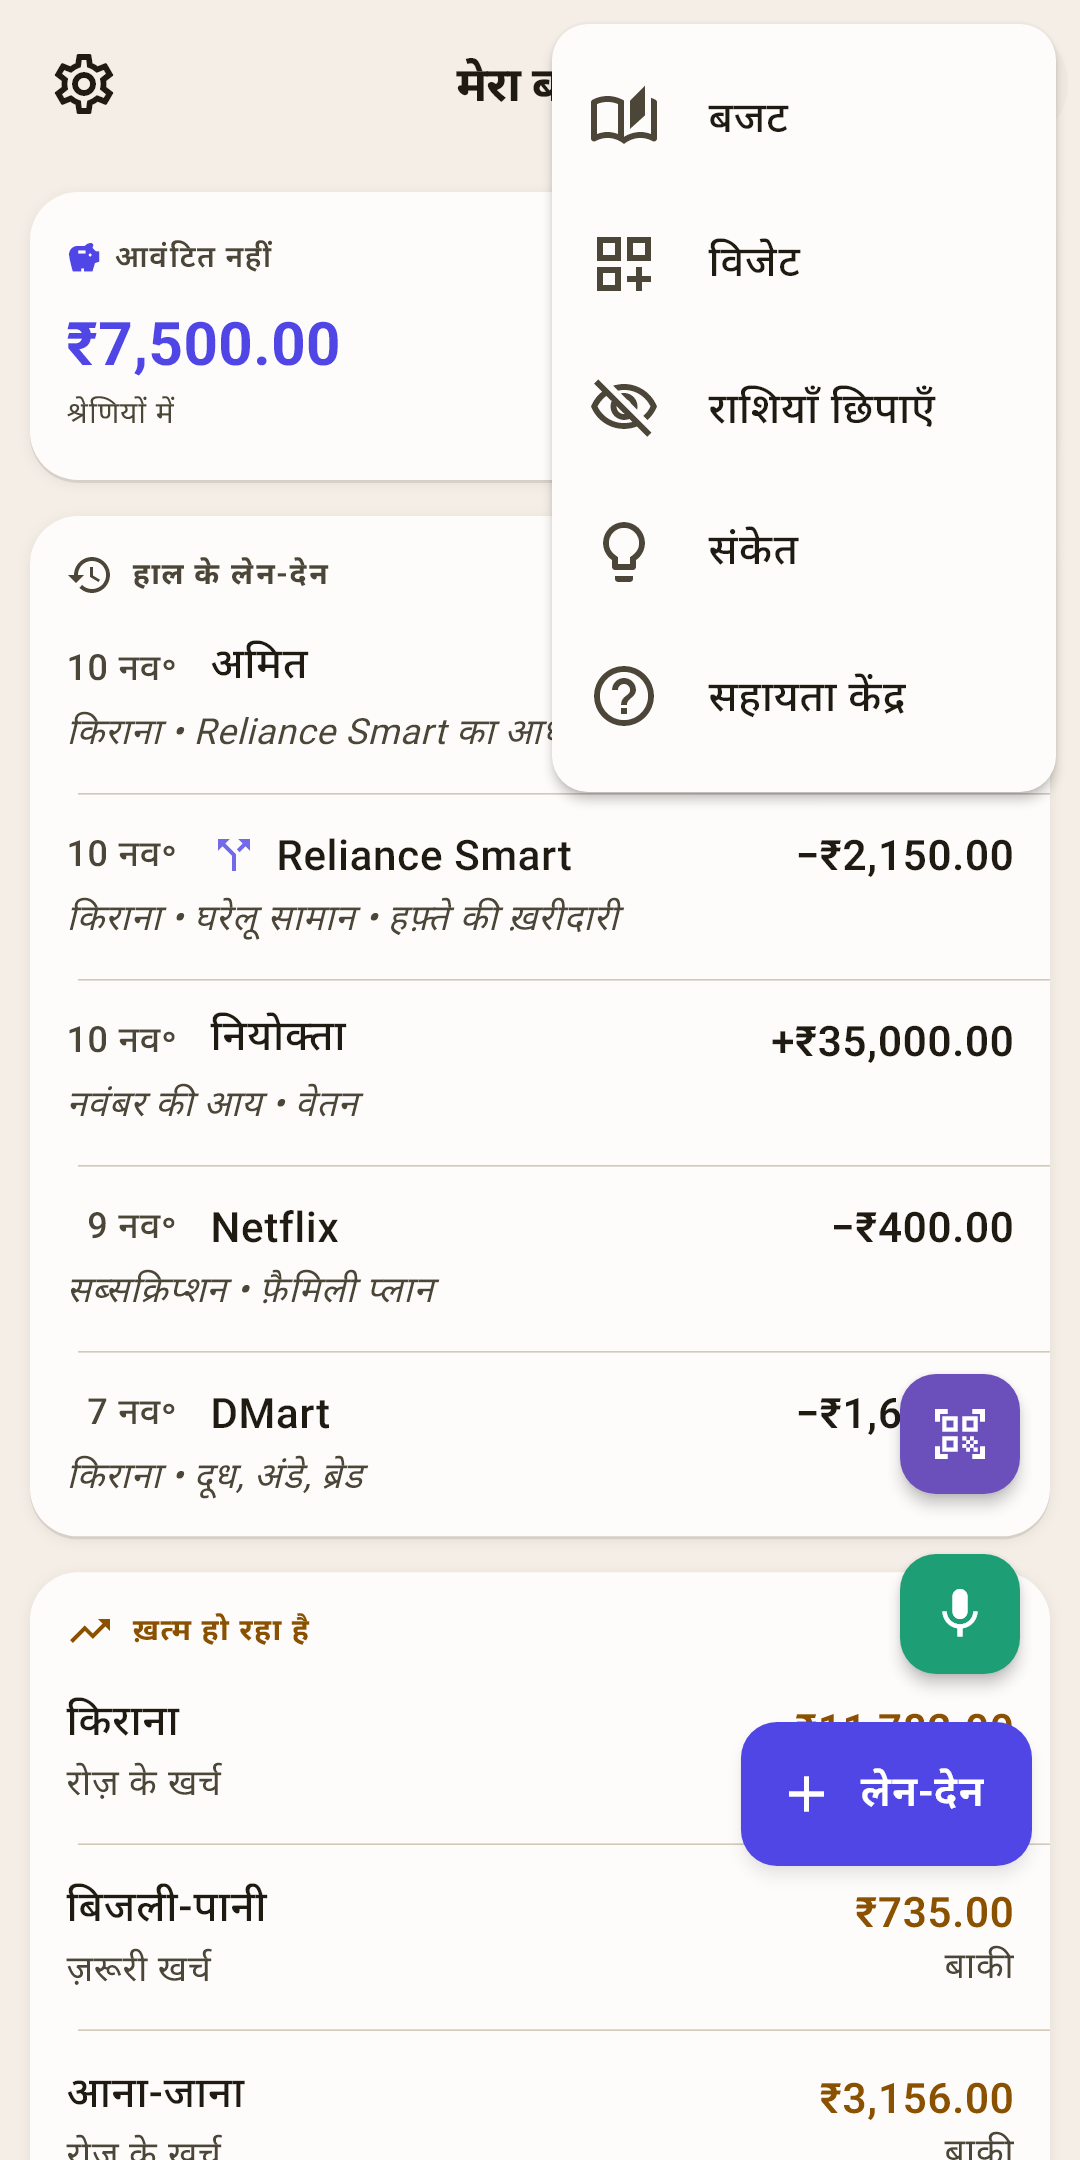 मेरा
बजट
विजेट
राशियाँ छिपाएँ
संकेत
सहायता केंद्र
आवंटित नहीं
₹7,500.00
श्रेणियों में
हाल के लेन-देन
10 नव॰ अमित
किराना • Reliance Smart का
10 नव॰ Reliance Smart −₹2,150.00
किराना • घरेलू सामान • हफ़्ते की ख़रीदारी
10 नव॰ नियोक्ता +₹35,000.00
नवंबर की आय • वेतन
9 नव॰ Netflix −₹400.00
सब्सक्रिप्शन • फ़ैमिली प्लान
7 नव॰ DMart −₹1,6
किराना • दूध, अंडे, ब्रेड
ख़त्म हो रहा है
किराना
रोज़ के खर्च
लेन-देन
बिजली-पानी ₹735.00
ज़रूरी खर्च बाकी
आना-जाना ₹3,156.00
रोज़ के खर्च बाकी